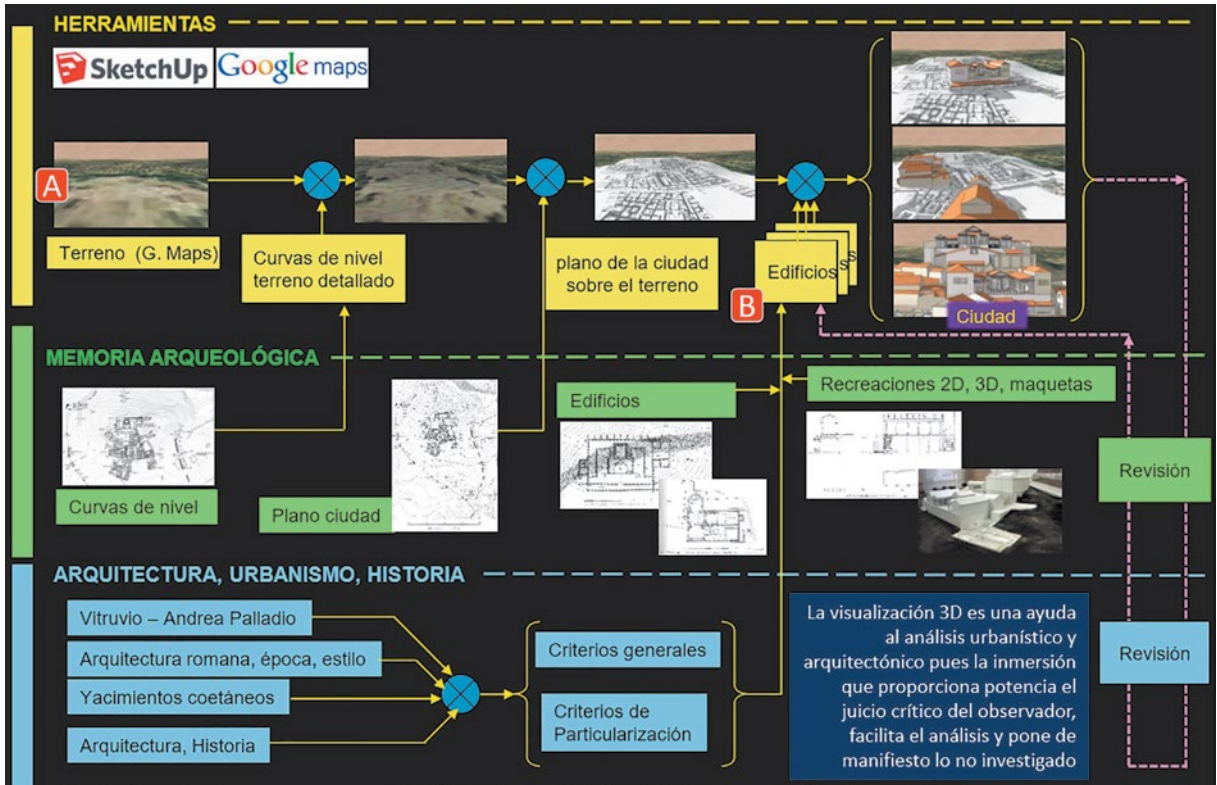 HERRAMIENTAS
SketchUp
Google maps
A
Terreno (G. Maps)
Curvas de nivel
terreno detallado
plano de la ciudad
sobre el terreno
Edificios
S
S
B
Ciudad
MEMORIA ARQUEOLÓGICA
Curvas de nivel
Plano ciudad
Edificios
Recreaciones 2D, 3D, maquetas
Revisión
ARQUITECTURA, URBANISMO, HISTORIA
Vitruvio – Andrea Palladio
Arquitectura romana, época, estilo
Yacimientos coetáneos
Arquitectura, Historia
Criterios generales
Criterios de
Particularización
La visualización 3D es una ayuda
al análisis urbanístico y
arquitectónico pues la inmersión
que proporciona potencia el
juicio crítico del observador,
facilita el análisis y pone de
manifiesto lo no investigado
Revisión